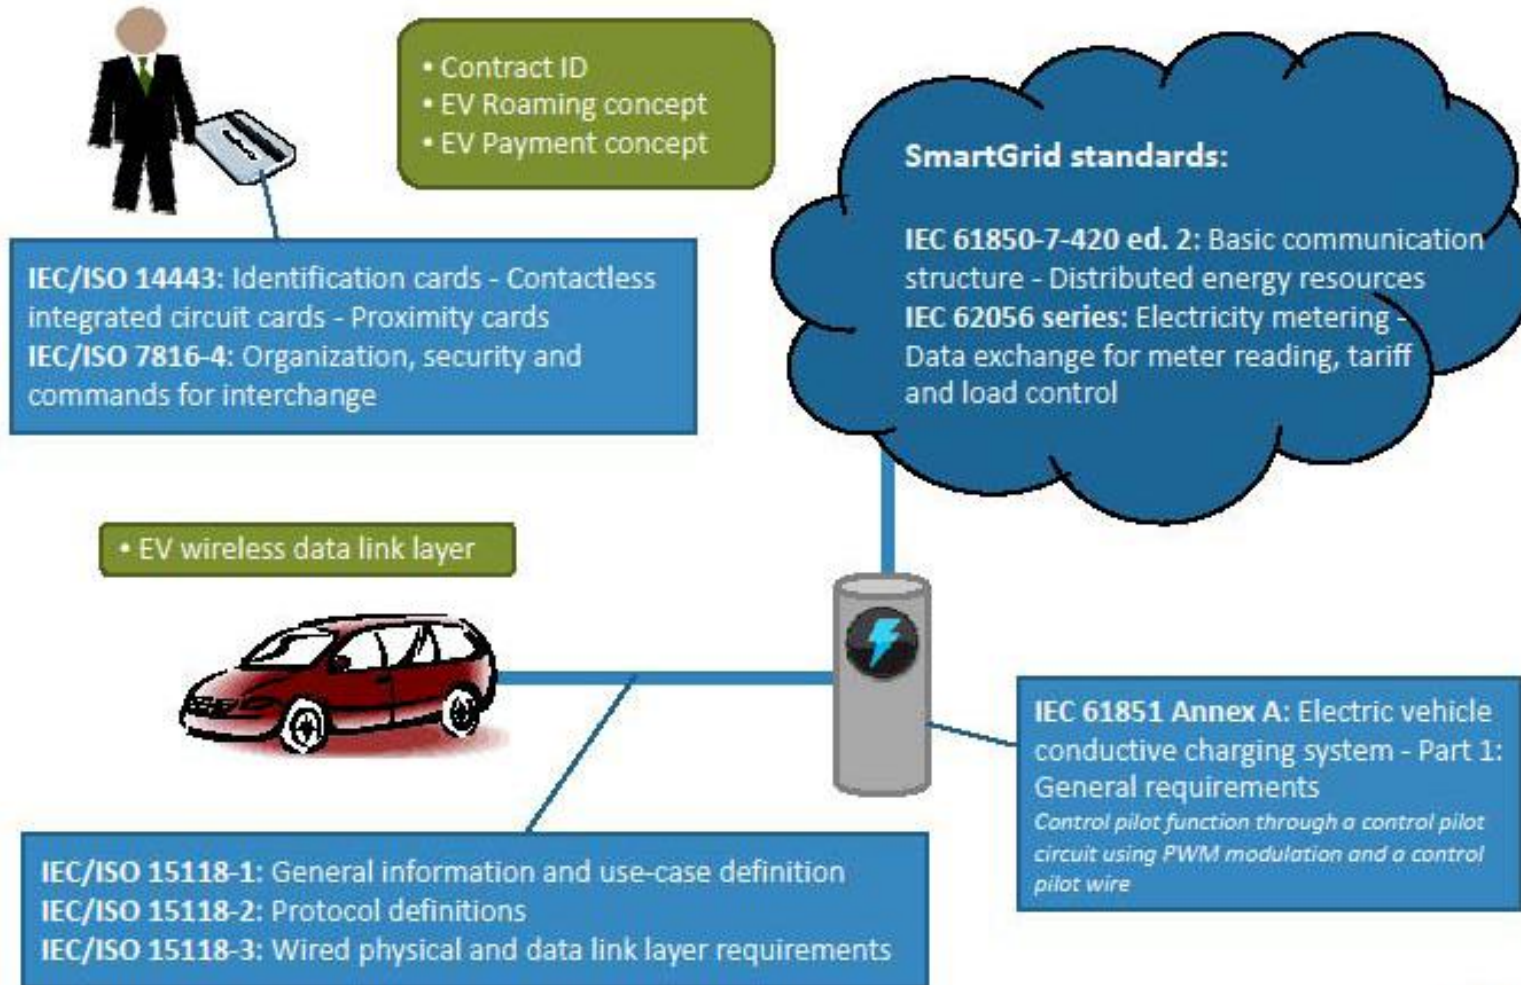 • Contract ID
• EV Roaming concept
• EV Payment concept
SmartGrid standards:
IEC 61850-7-420 ed. 2: Basic communication
structure - Distributed energy resources
IEC 62056 series: Electricity metering -
Data exchange for meter reading, tariff
and load control
IEC/ISO 14443: Identification cards - Contactless
integrated circuit cards - Proximity cards
IEC/ISO 7816-4: Organization, security and
commands for interchange
• EV wireless data link layer
IEC 61851 Annex A: Electric vehicle
conductive charging system - Part 1:
General requirements
Control pilot function through a control pilot
circuit using PWM modulation and a control
pilot wire
IEC/ISO 15118-1: General information and use-case definition
IEC/ISO 15118-2: Protocol definitions
IEC/ISO 15118-3: Wired physical and data link layer requirements